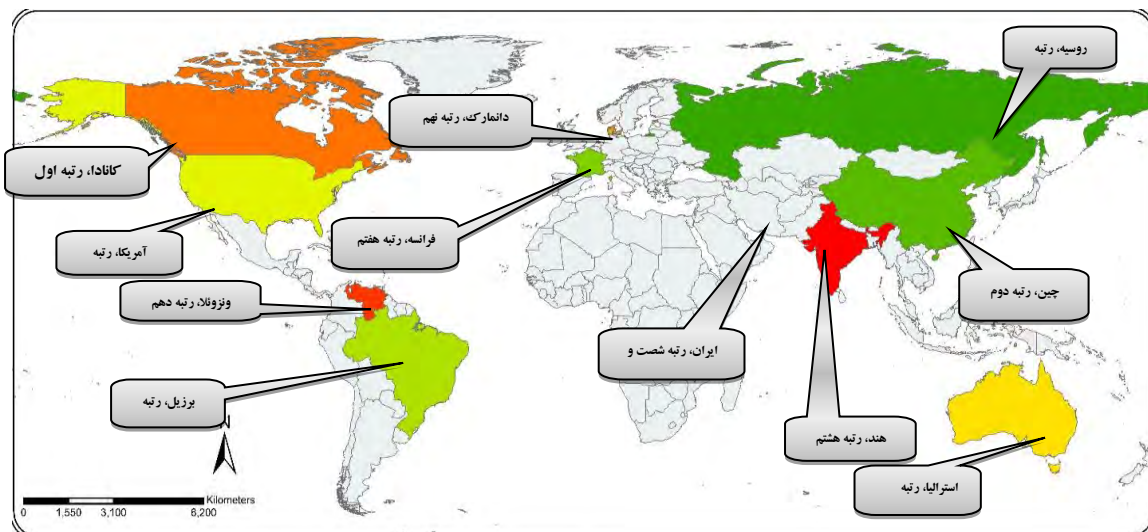 روسیه، رتبه
دانمارک، رتبه نهم
کانادا، رتبه اول
فرانسه، رتبه هفتم
آمریکا، رتبه
ونزوئلا، رتبه دهم
چین، رتبه دوم
ایران، رتبه شصت و
برزیل، رتبه
هند، رتبه هشتم
استرالیا، رتبه
N
Kilometers
0 1,550 3,100 6,200